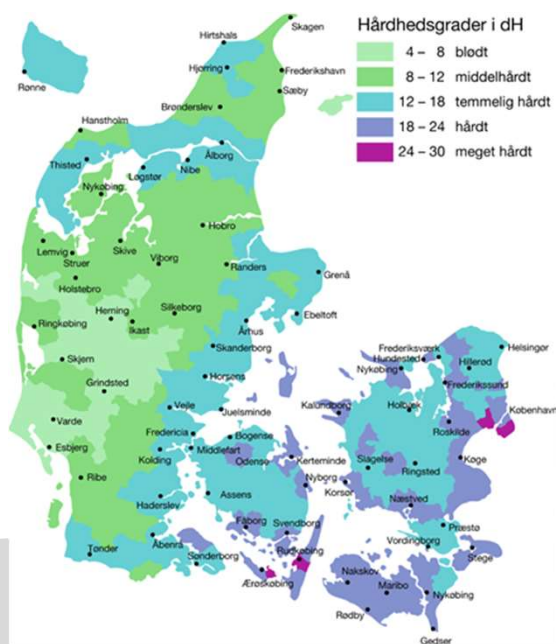 Hårdhedsgrader i dH
4 – 8 blødt
8 – 12 middelhårdt
12 – 18 temmelig hårdt
18 – 24 hårdt
24 – 30 meget hårdt
Skagen
Hirtshals
Hjørring
Frederikshavn
Sæby
Rønne
Brønderslev
Hanstholm
Ålborg
Thisted
Løgstør
Nibe
Nykøbing
Hobro
Lemvig
Struer
Skive
Viborg
Randers
Grenå
Holstebro
Herning
Silkeborg
Ebeltoft
Ringkøbing
Ikast
Århus
Skjern
Skanderborg
Frederiksværk
Helsingør
Hundested
Hillerød
Nykøbing
Grindsted
Horsens
Frederikssund
Varde
Vejle
Juelsminde
Kalundborg
Holbæk
København
Esbjerg
Fredericia
Bogense
Roskilde
Kolding
Middelfart
Odense
Kerteminde
Slagelse
Køge
Ribe
Nyborg
Korsør
Ringsted
Haderslev
Assens
Næstved
Fåborg
Svendborg
Præstø
Tønder
Åbenrå
Sønderborg
Rudkøbing
Vordingborg
Stege
Ærøskøbing
Nakskov
Maribo
Nykøbing
Rødby
Gedser